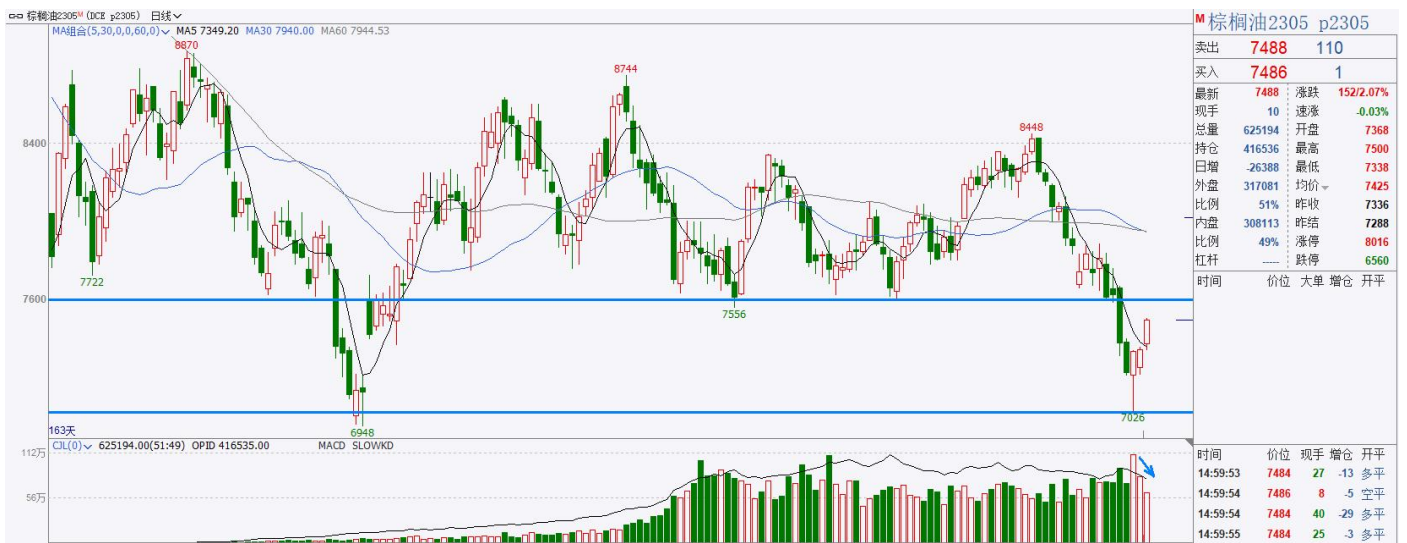 棕榈油2305M (DCE p2305) 日线
MA组合(5,30,0,0,60,0) MA5 7349.20 MA30 7940.00 MA60 7944.53
8870
8744
8448
8400
7722
7600
7556
7026
6948
163天
CJL(0) 625194.00(51:49) OPID 416535.00 MACD SLOWKD
112万
56万
M棕榈油2305 p2305
卖出 7488 110
买入 7486 1
最新 7488 涨跌 152/2.07%
现手 10 速涨 -0.03%
总量 625194 开盘 7368
持仓 416536 最高 7500
日增 -26388 最低 7338
外盘 317081 均价 7425
比例 51% 昨收 7336
内盘 308113 昨结 7288
比例 49% 涨停 8016
杠杆 ----- 跌停 6560
时间 价位 大单 增仓 开平
时间 价位 现手 增仓 开平
14:59:53 7484 27 -13 多平
14:59:54 7486 8 -5 空平
14:59:54 7484 40 -29 多平
14:59:55 7484 25 -3 多平